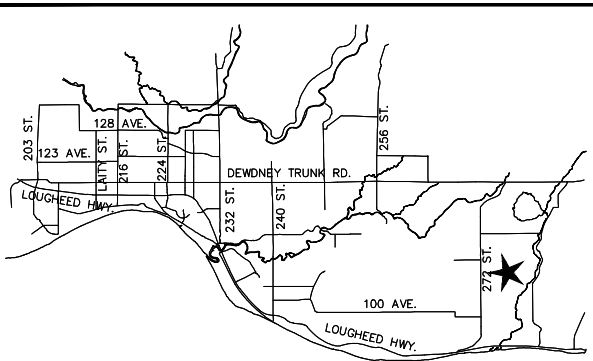 203 ST.
128 AVE.
123 AVE.
LAITY ST.
216 ST.
224 ST.
256 ST.
DEWDNEY TRUNK RD.
LOUGHEED HWY.
232 ST.
240 ST.
272 ST.
100 AVE.
LOUGHEED HWY.